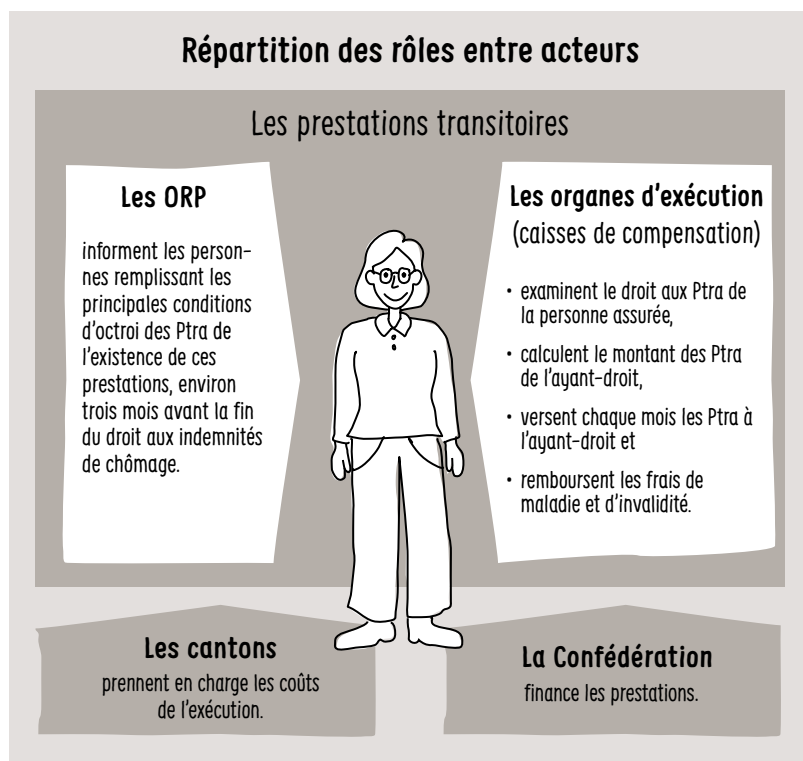 Répartition des rôles entre acteurs
Les prestations transitoires
Les ORP
informent les person-
nes remplissant les
principales conditions
d'octroi des Ptra de
l'existence de ces
prestations, environ
trois mois avant la fin
du droit aux indemnités
de chômage.
Les organes d'exécution
(caisses de compensation)
• examinent le droit aux Ptra de
la personne assurée,
• calculent le montant des Ptra
de l'ayant-droit,
• versent chaque mois les Ptra à
l'ayant-droit et
• remboursent les frais de
maladie et d'invalidité.
Les cantons
prennent en charge les coûts
de l'exécution.
La Confédération
finance les prestations.